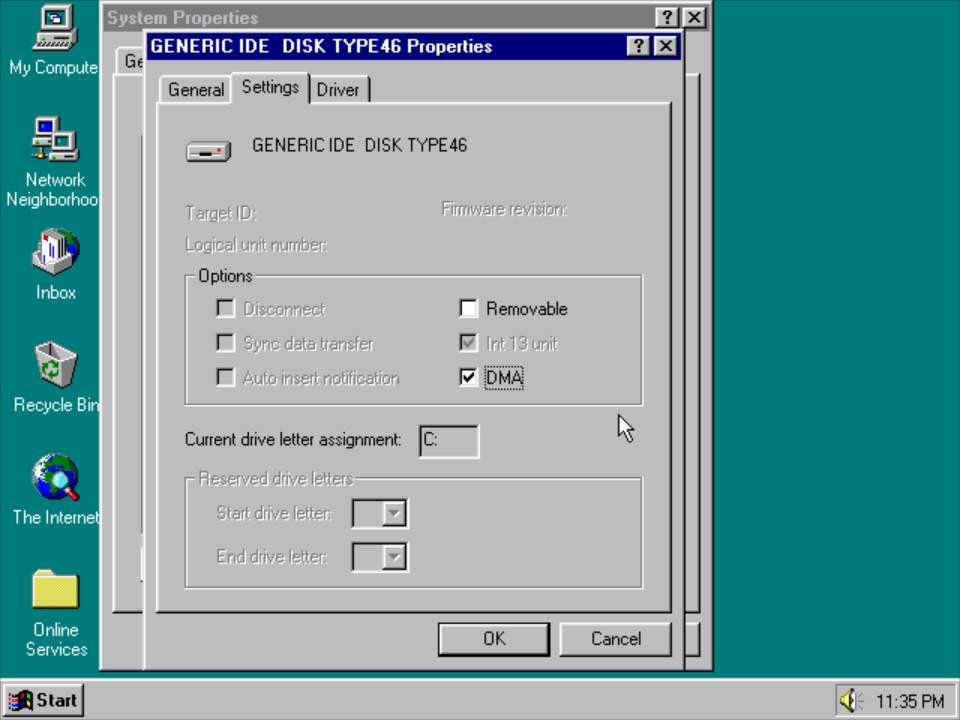 System Properties
GENERIC IDE DISK TYPE46 Properties
Ge
General
Settings
Driver
GENERIC IDE DISK TYPE46
Target ID:
Firmware revision:
Logical unit number:
Options
Disconnect
Removable
Sync data transfer
Int 13 unit
Auto insert notification
DMA
Current drive letter assignment:
C:
Reserved drive letters
Start drive letter:
End drive letter:
OK
Cancel
My Compute
Network
Neighborhoo
Inbox
Recycle Bin
The Internet
Online
Services
Start
11:35 PM